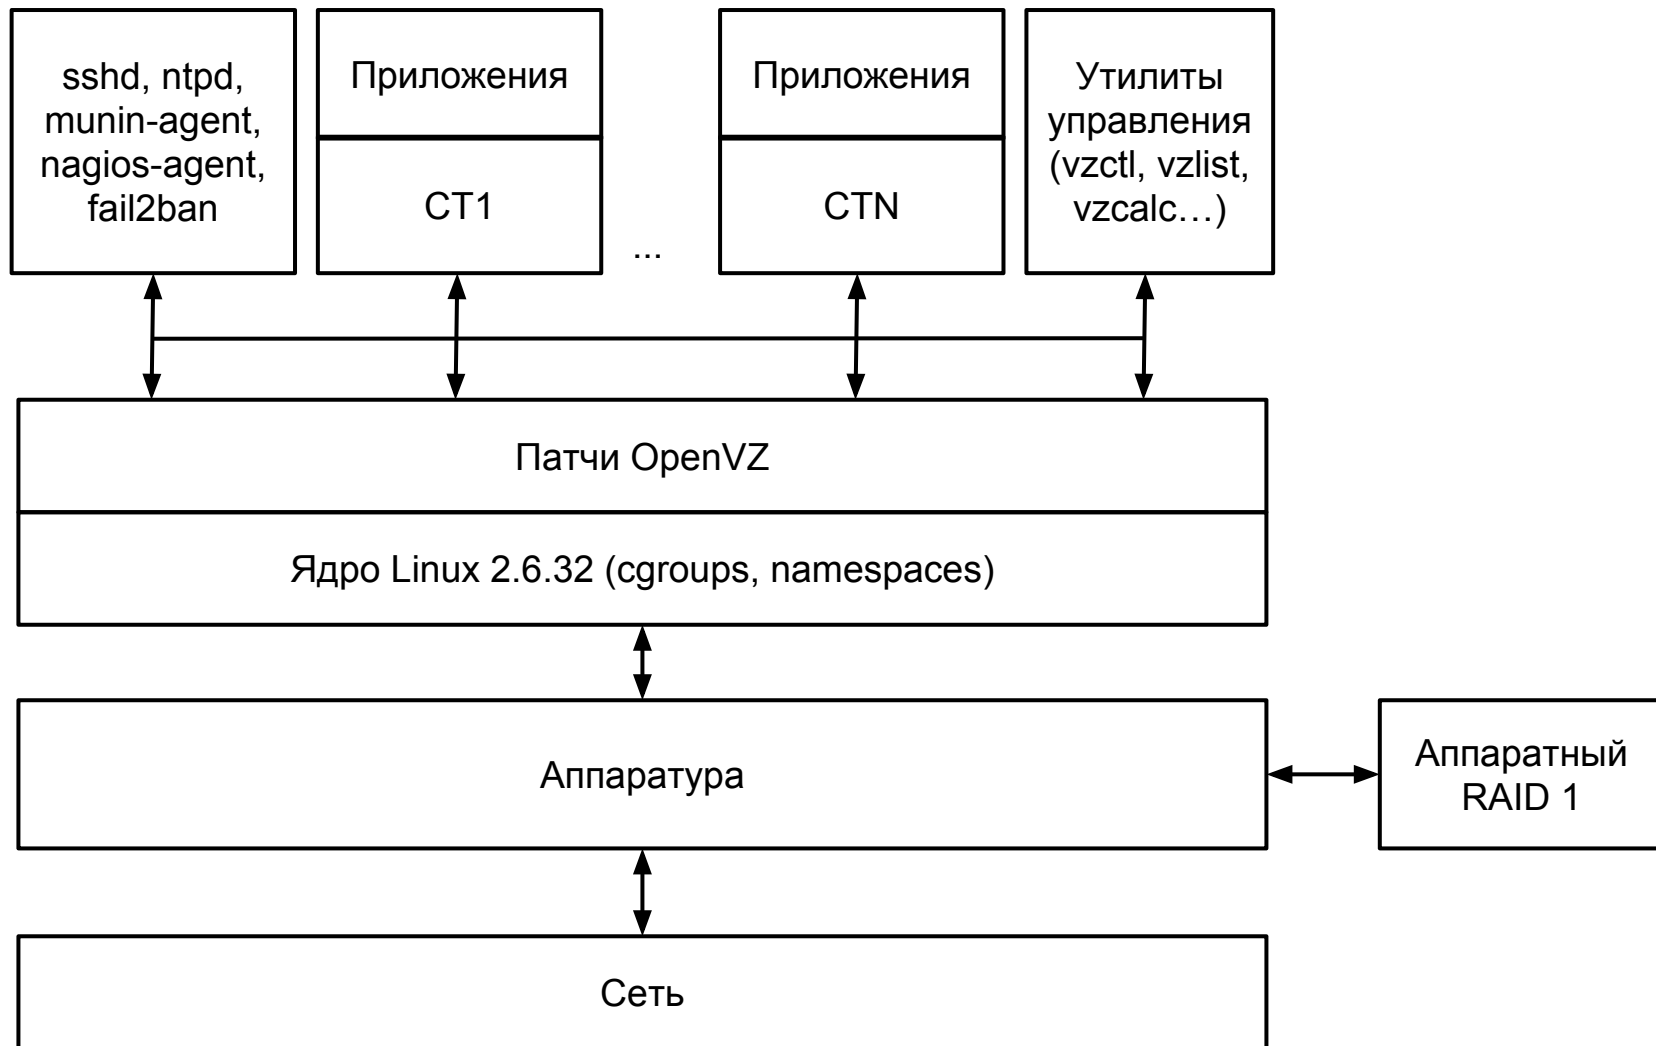 sshd, ntpd,
munin-agent,
nagios-agent,
fail2ban
Приложения
CT1
...
Приложения
CTN
Утилиты
управления
(vzctl, vzlist,
vzcalc…)
Патчи OpenVZ
Ядро Linux 2.6.32 (cgroups, namespaces)
Аппаратура
Аппаратный
RAID 1
Сеть